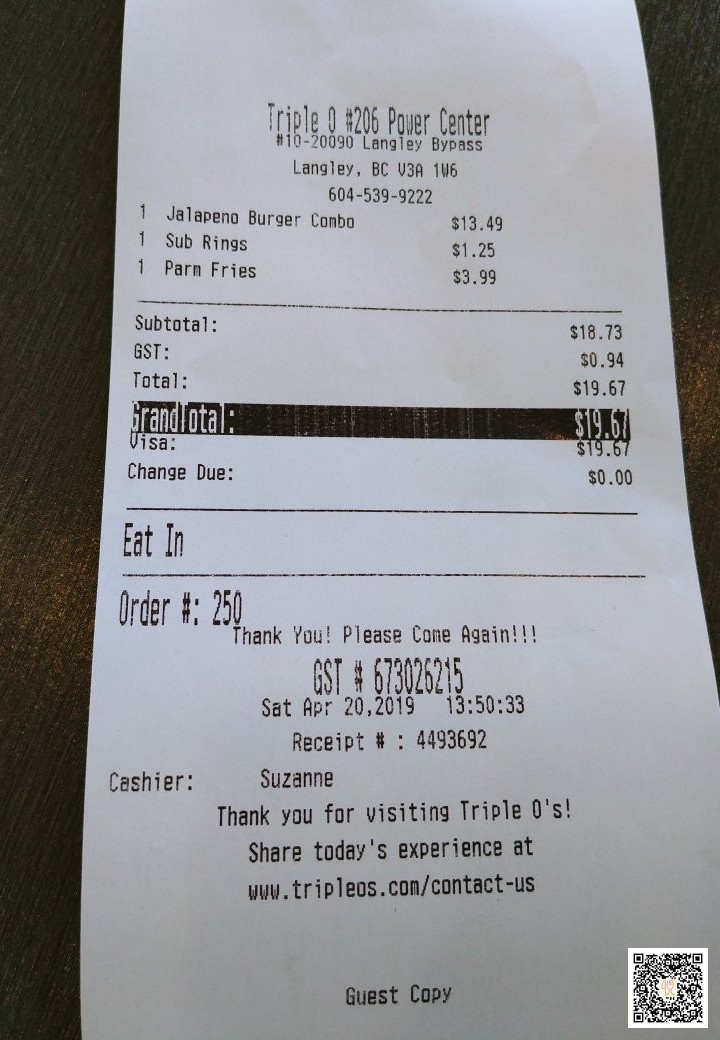 Triple O #206 Power Center
#10-20090 Langley Bypass
Langley, BC V3A 1W6
604-539-9222
1 Jalapeno Burger Combo $13.49
1 Sub Rings $1.25
1 Parm Fries $3.99
Subtotal: $18.73
GST: $0.94
Total: $19.67
GrandTotal: $19.67
Visa: $19.67
Change Due: $0.00
Eat In
Order #: 250
Thank You! Please Come Again!!!
GST # 673026215
Sat Apr 20,2019 13:50:33
Receipt # : 4493692
Cashier: Suzanne
Thank you for visiting Triple O's!
Share today's experience at
www.tripleos.com/contact-us
Guest Copy